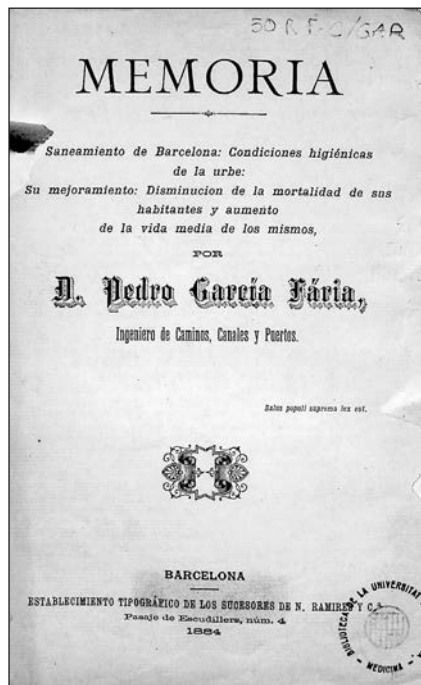 50 R F. C/GAR
MEMORIA
Saneamiento de Barcelona: Condiciones higiénicas
de la urbe:
Su mejoramiento: Disminucion de la mortalidad de sus
habitantes y aumento
de la vida media de los mismos,
POR
D. Pedro García Fária,
Ingeniero de Caminos, Canales y Puertos.
Salus populi suprema lex est.
BARCELONA
ESTABLECIMIENTO TIPOGRÁFICO DE LOS SUCESORES DE N. RAMIREZ Y C.ª
Pasaje de Escudillers, núm. 4
1884
BIBLIOTECA DE LA UNIVERSITAT
- MEDICINA -